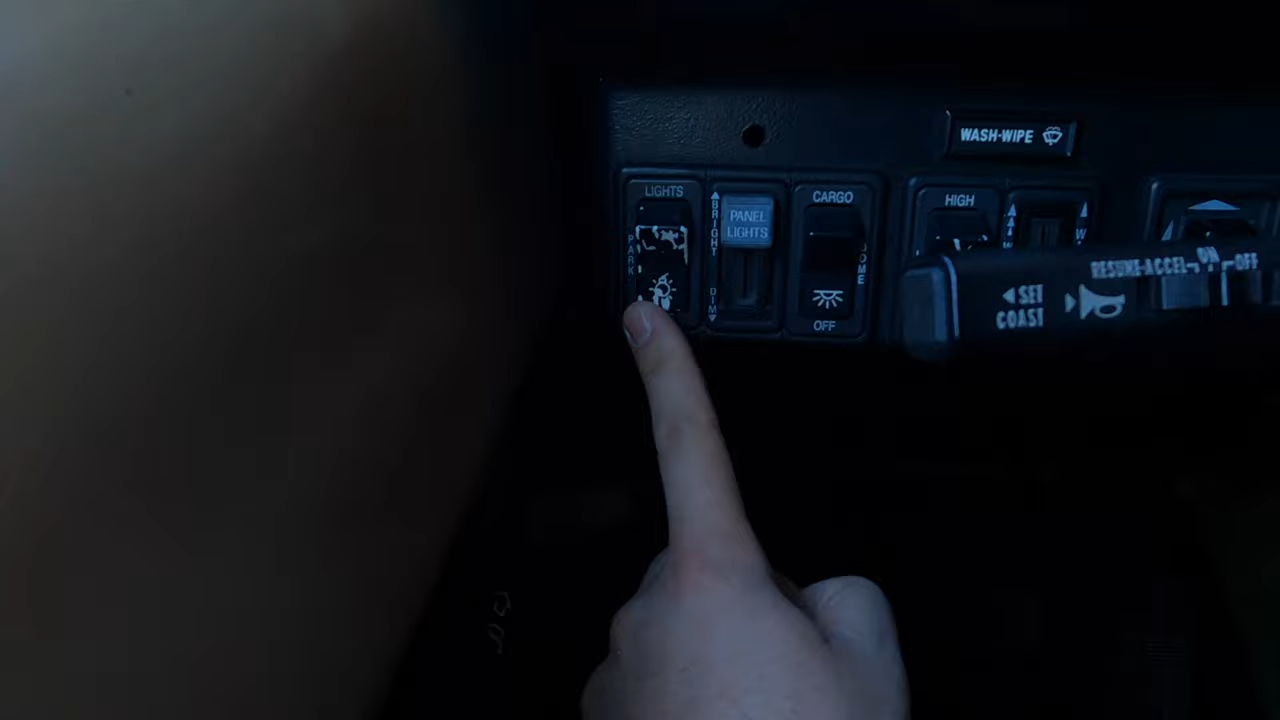 WASH-WIPE
LIGHTS
PARK
BRIGHT
DIM
PANEL
LIGHTS
CARGO
DOME
OFF
HIGH
RESUME-ACCEL
ON
OFF
SET
COAST